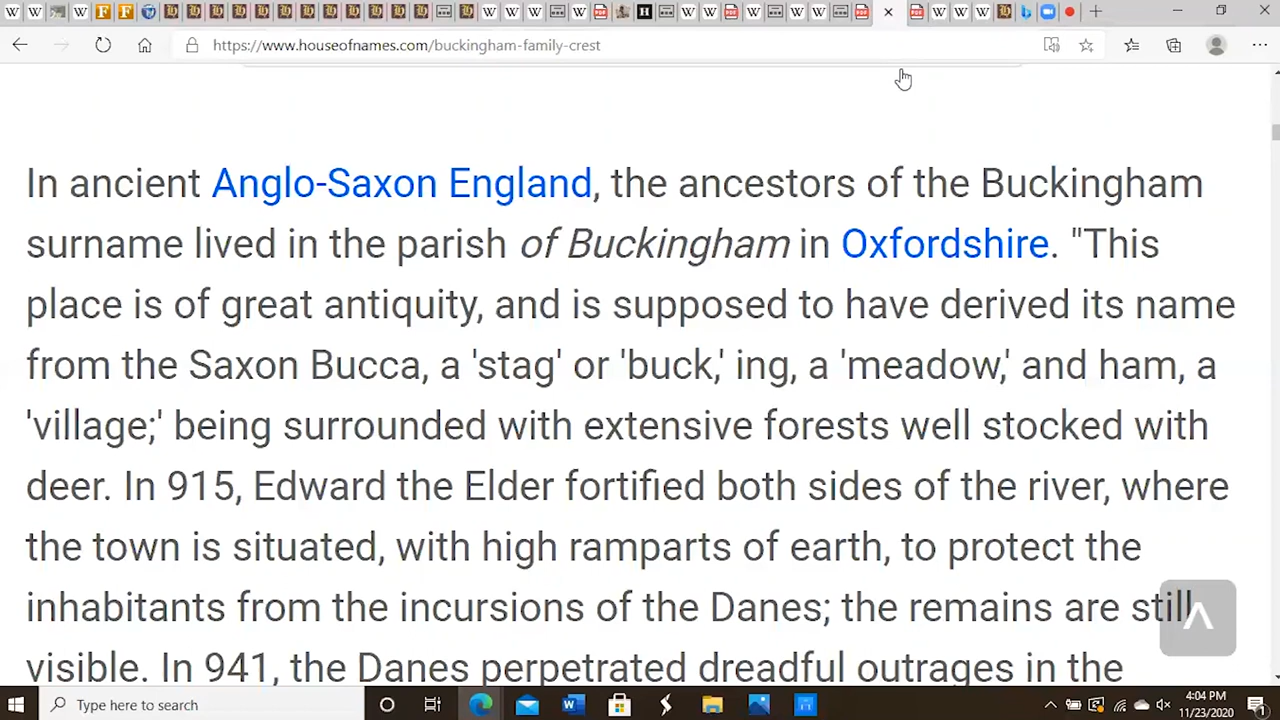 https://www.houseofnames.com/buckingham-family-crest
In ancient Anglo-Saxon England, the ancestors of the Buckingham
surname lived in the parish of Buckingham in Oxfordshire. "This
place is of great antiquity, and is supposed to have derived its name
from the Saxon Bucca, a 'stag' or 'buck,' ing, a 'meadow,' and ham, a
'village;' being surrounded with extensive forests well stocked with
deer. In 915, Edward the Elder fortified both sides of the river, where
the town is situated, with high ramparts of earth, to protect the
inhabitants from the incursions of the Danes; the remains are still
visible. In 941, the Danes perpetrated dreadful outrages in the
Type here to search
4:04 PM
11/23/2020